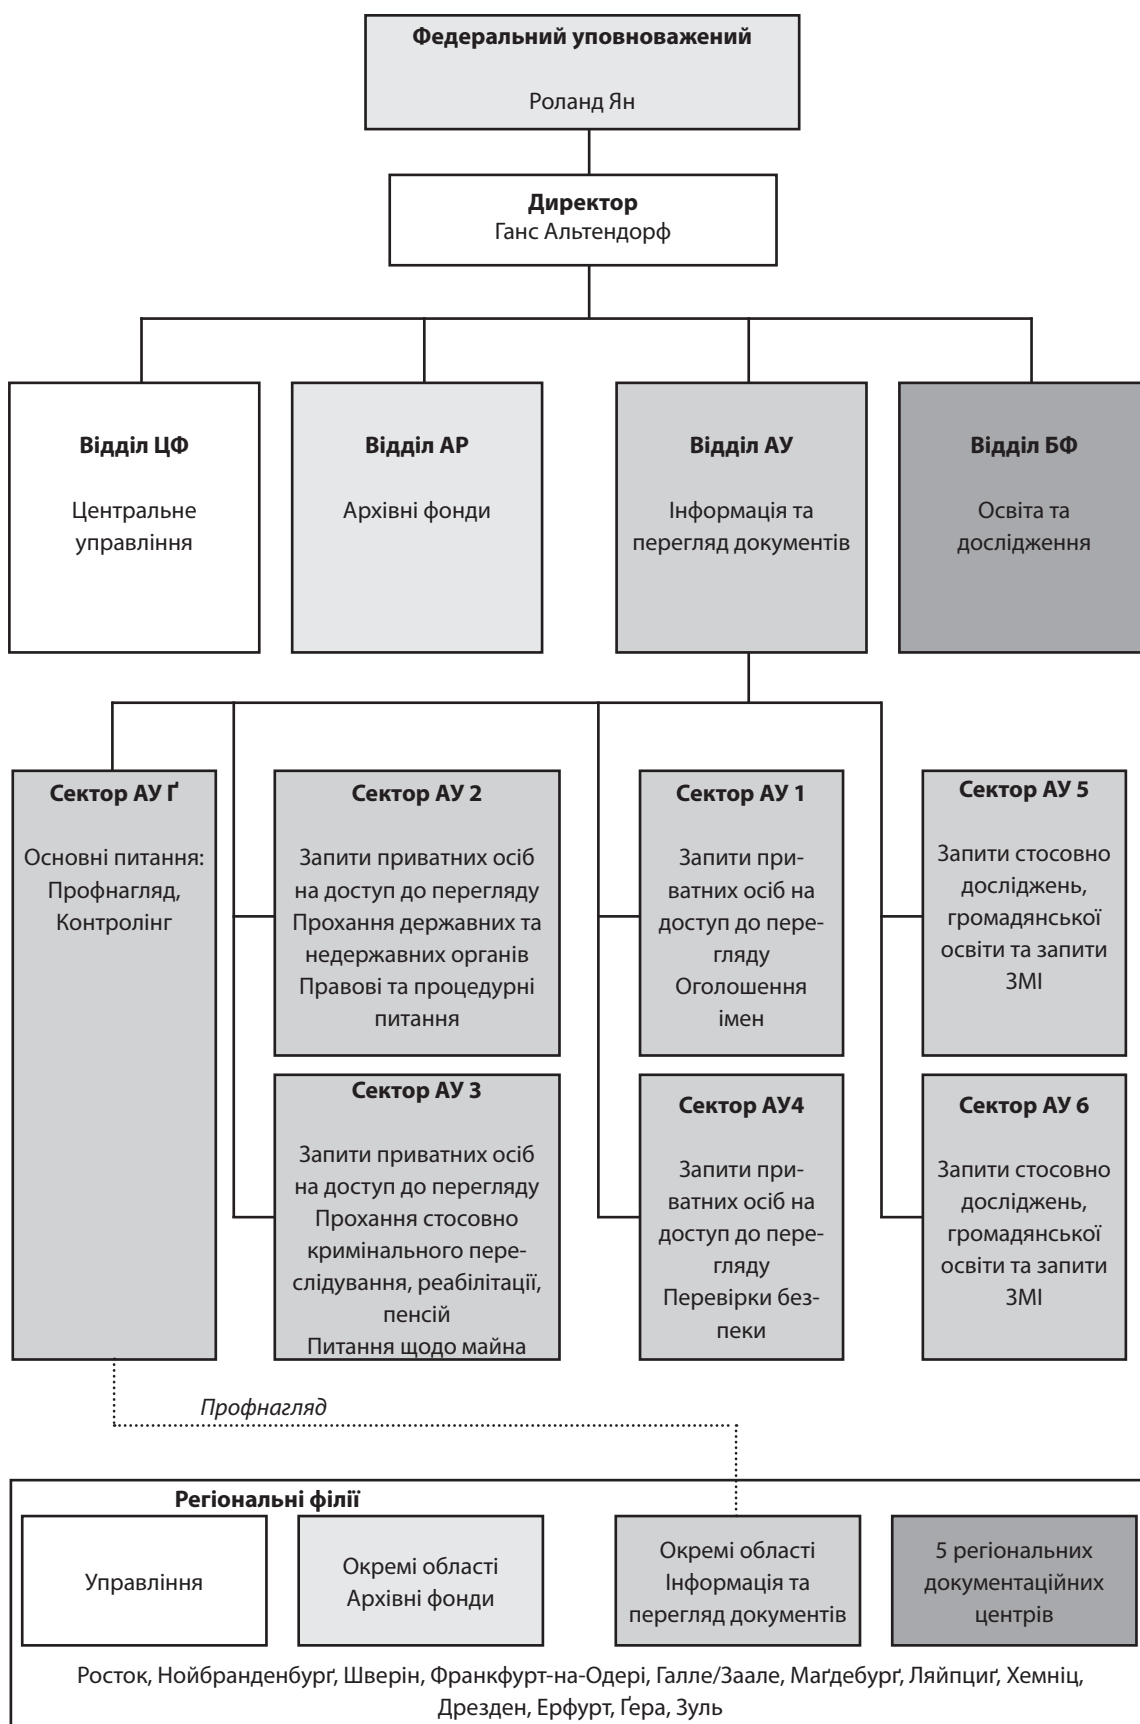 Федеральний уповноважений
Роланд Ян
Директор
Ганс Альтендорф
Відділ ЦФ
Центральне
управління
Відділ АР
Архівні фонди
Відділ АУ
Інформація та
перегляд документів
Відділ БФ
Освіта та
дослідження
Сектор АУ Ґ
Основні питання:
Профнагляд,
Контролінг
Сектор АУ 2
Запити приватних осіб
на доступ до перегляду
Прохання державних та
недержавних органів
Правові та процедурні
питання
Сектор АУ 1
Запити при-
ватних осіб на
доступ до пере-
гляду
Оголошення
імен
Сектор АУ 5
Запити стосовно
досліджень,
громадянської
освіти та запити
ЗМІ
Сектор АУ 3
Запити приватних осіб
на доступ до перегляду
Прохання стосовно
кримінального пере-
слідування, реабілітації,
пенсій
Питання щодо майна
Сектор АУ4
Запити при-
ватних осіб на
доступ до пере-
гляду
Перевірки без-
пеки
Сектор АУ 6
Запити стосовно
досліджень,
громадянської
освіти та запити
ЗМІ
Профнагляд
Регіональні філії
Управління
Окремі області
Архівні фонди
Окремі області
Інформація та
перегляд документів
5 регіональних
документаційних
центрів
Росток, Нойбранденбурґ, Шверін, Франкфурт-на-Одері, Галле/Заале, Маґдебурґ, Ляйпциґ, Хемніц,
Дрезден, Ерфурт, Ґера, Зуль